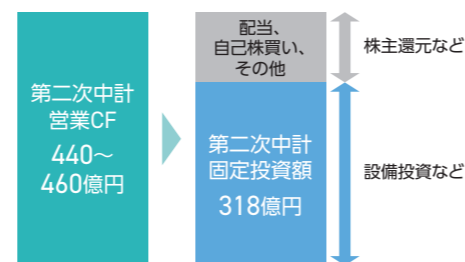 第二次中計
営業CF
440〜
460億円
配当、
自己株買い、
その他
第二次中計
固定投資額
318億円
株主還元など
設備投資など